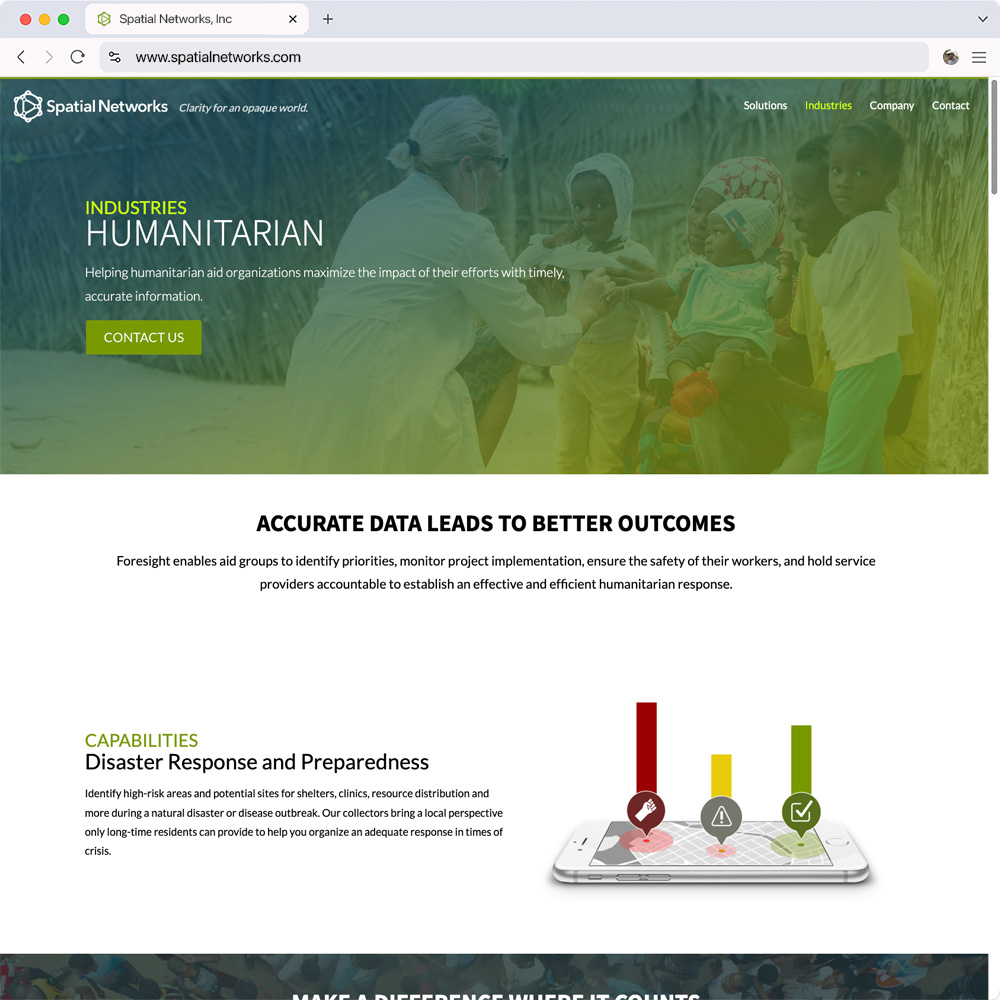 Spatial Networks, Inc
www.spatialnetworks.com
Spatial Networks Clarity for an opaque world.
Solutions Industries Company Contact
INDUSTRIES
HUMANITARIAN
Helping humanitarian aid organizations maximize the impact of their efforts with timely,
accurate information.
CONTACT US
ACCURATE DATA LEADS TO BETTER OUTCOMES
Foresight enables aid groups to identify priorities, monitor project implementation, ensure the safety of their workers, and hold service
providers accountable to establish an effective and efficient humanitarian response.
CAPABILITIES
Disaster Response and Preparedness
Identify high-risk areas and potential sites for shelters, clinics, resource distribution and
more during a natural disaster or disease outbreak. Our collectors bring a local perspective
only long-time residents can provide to help you organize an adequate response in times of
crisis.
MAKE A DIFFERENCE WHERE IT COUNTS